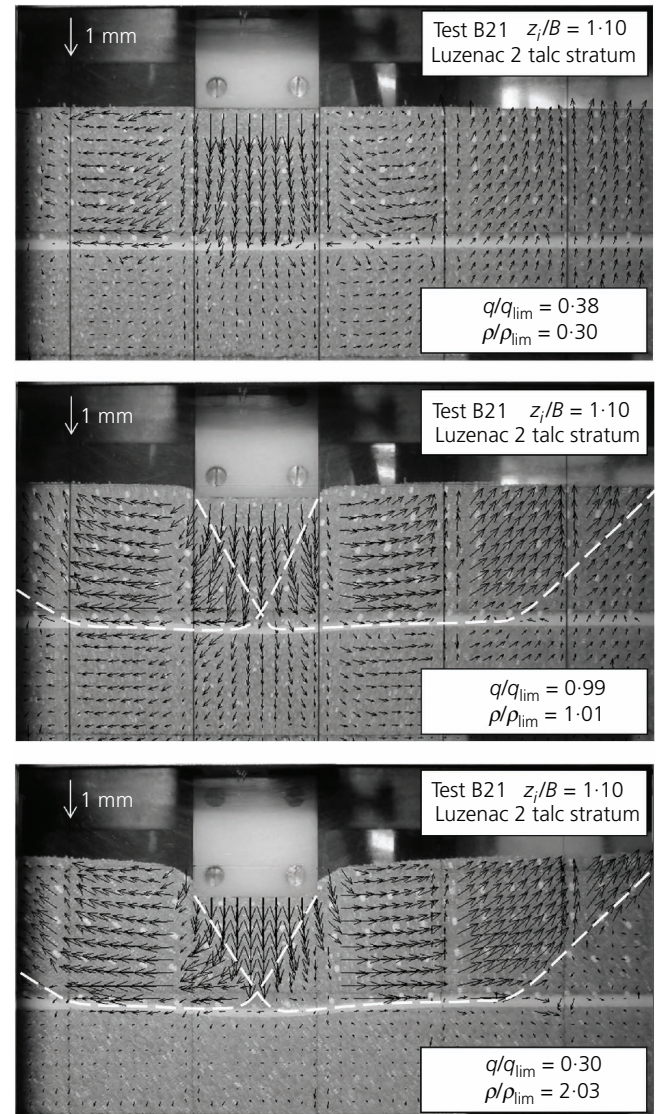 1 mm
Test B21 zᵢ/B = 1·10
Luzenac 2 talc stratum
q/qlim = 0·38
ρ/ρlim = 0·30
1 mm
Test B21 zᵢ/B = 1·10
Luzenac 2 talc stratum
q/qlim = 0·99
ρ/ρlim = 1·01
1 mm
Test B21 zᵢ/B = 1·10
Luzenac 2 talc stratum
q/qlim = 0·30
ρ/ρlim = 2·03